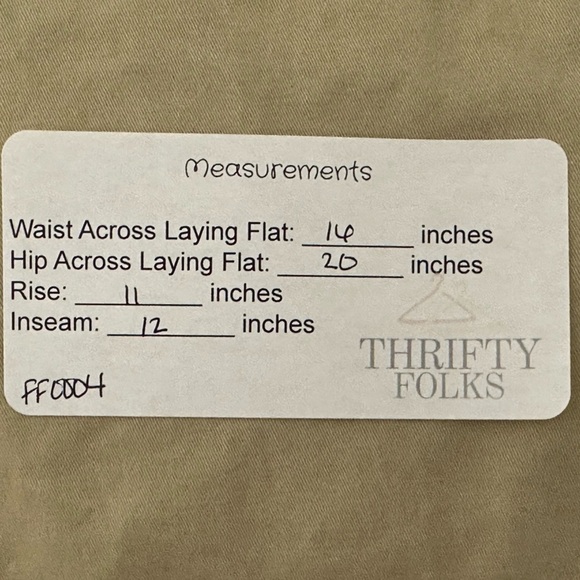 Measurements
Waist Across Laying Flat: 16 inches
Hip Across Laying Flat: 20 inches
Rise: 11 inches
Inseam: 12 inches
THRIFTY
FOLKS
FF0004